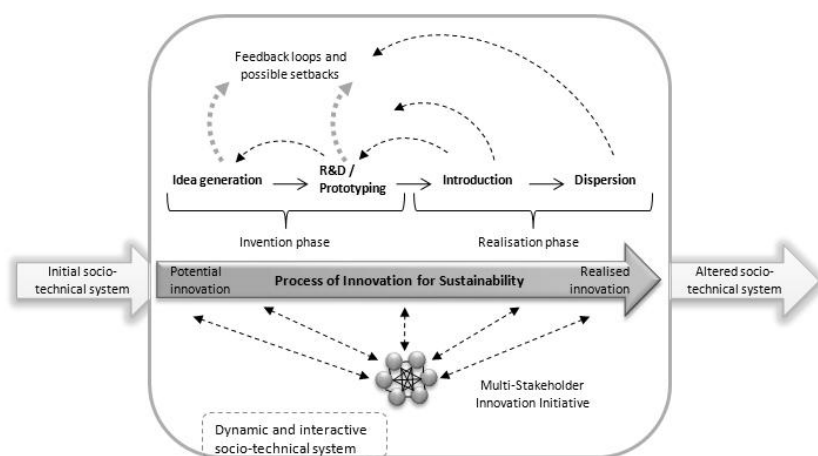 Feedback loops and
possible setbacks
Idea generation
R&D /
Prototyping
Introduction
Dispersion
Invention phase
Realisation phase
Initial socio-
technical system
Potential
innovation
Process of Innovation for Sustainability
Realised
innovation
Altered socio-
technical system
Multi-Stakeholder
Innovation Initiative
Dynamic and interactive
socio-technical system